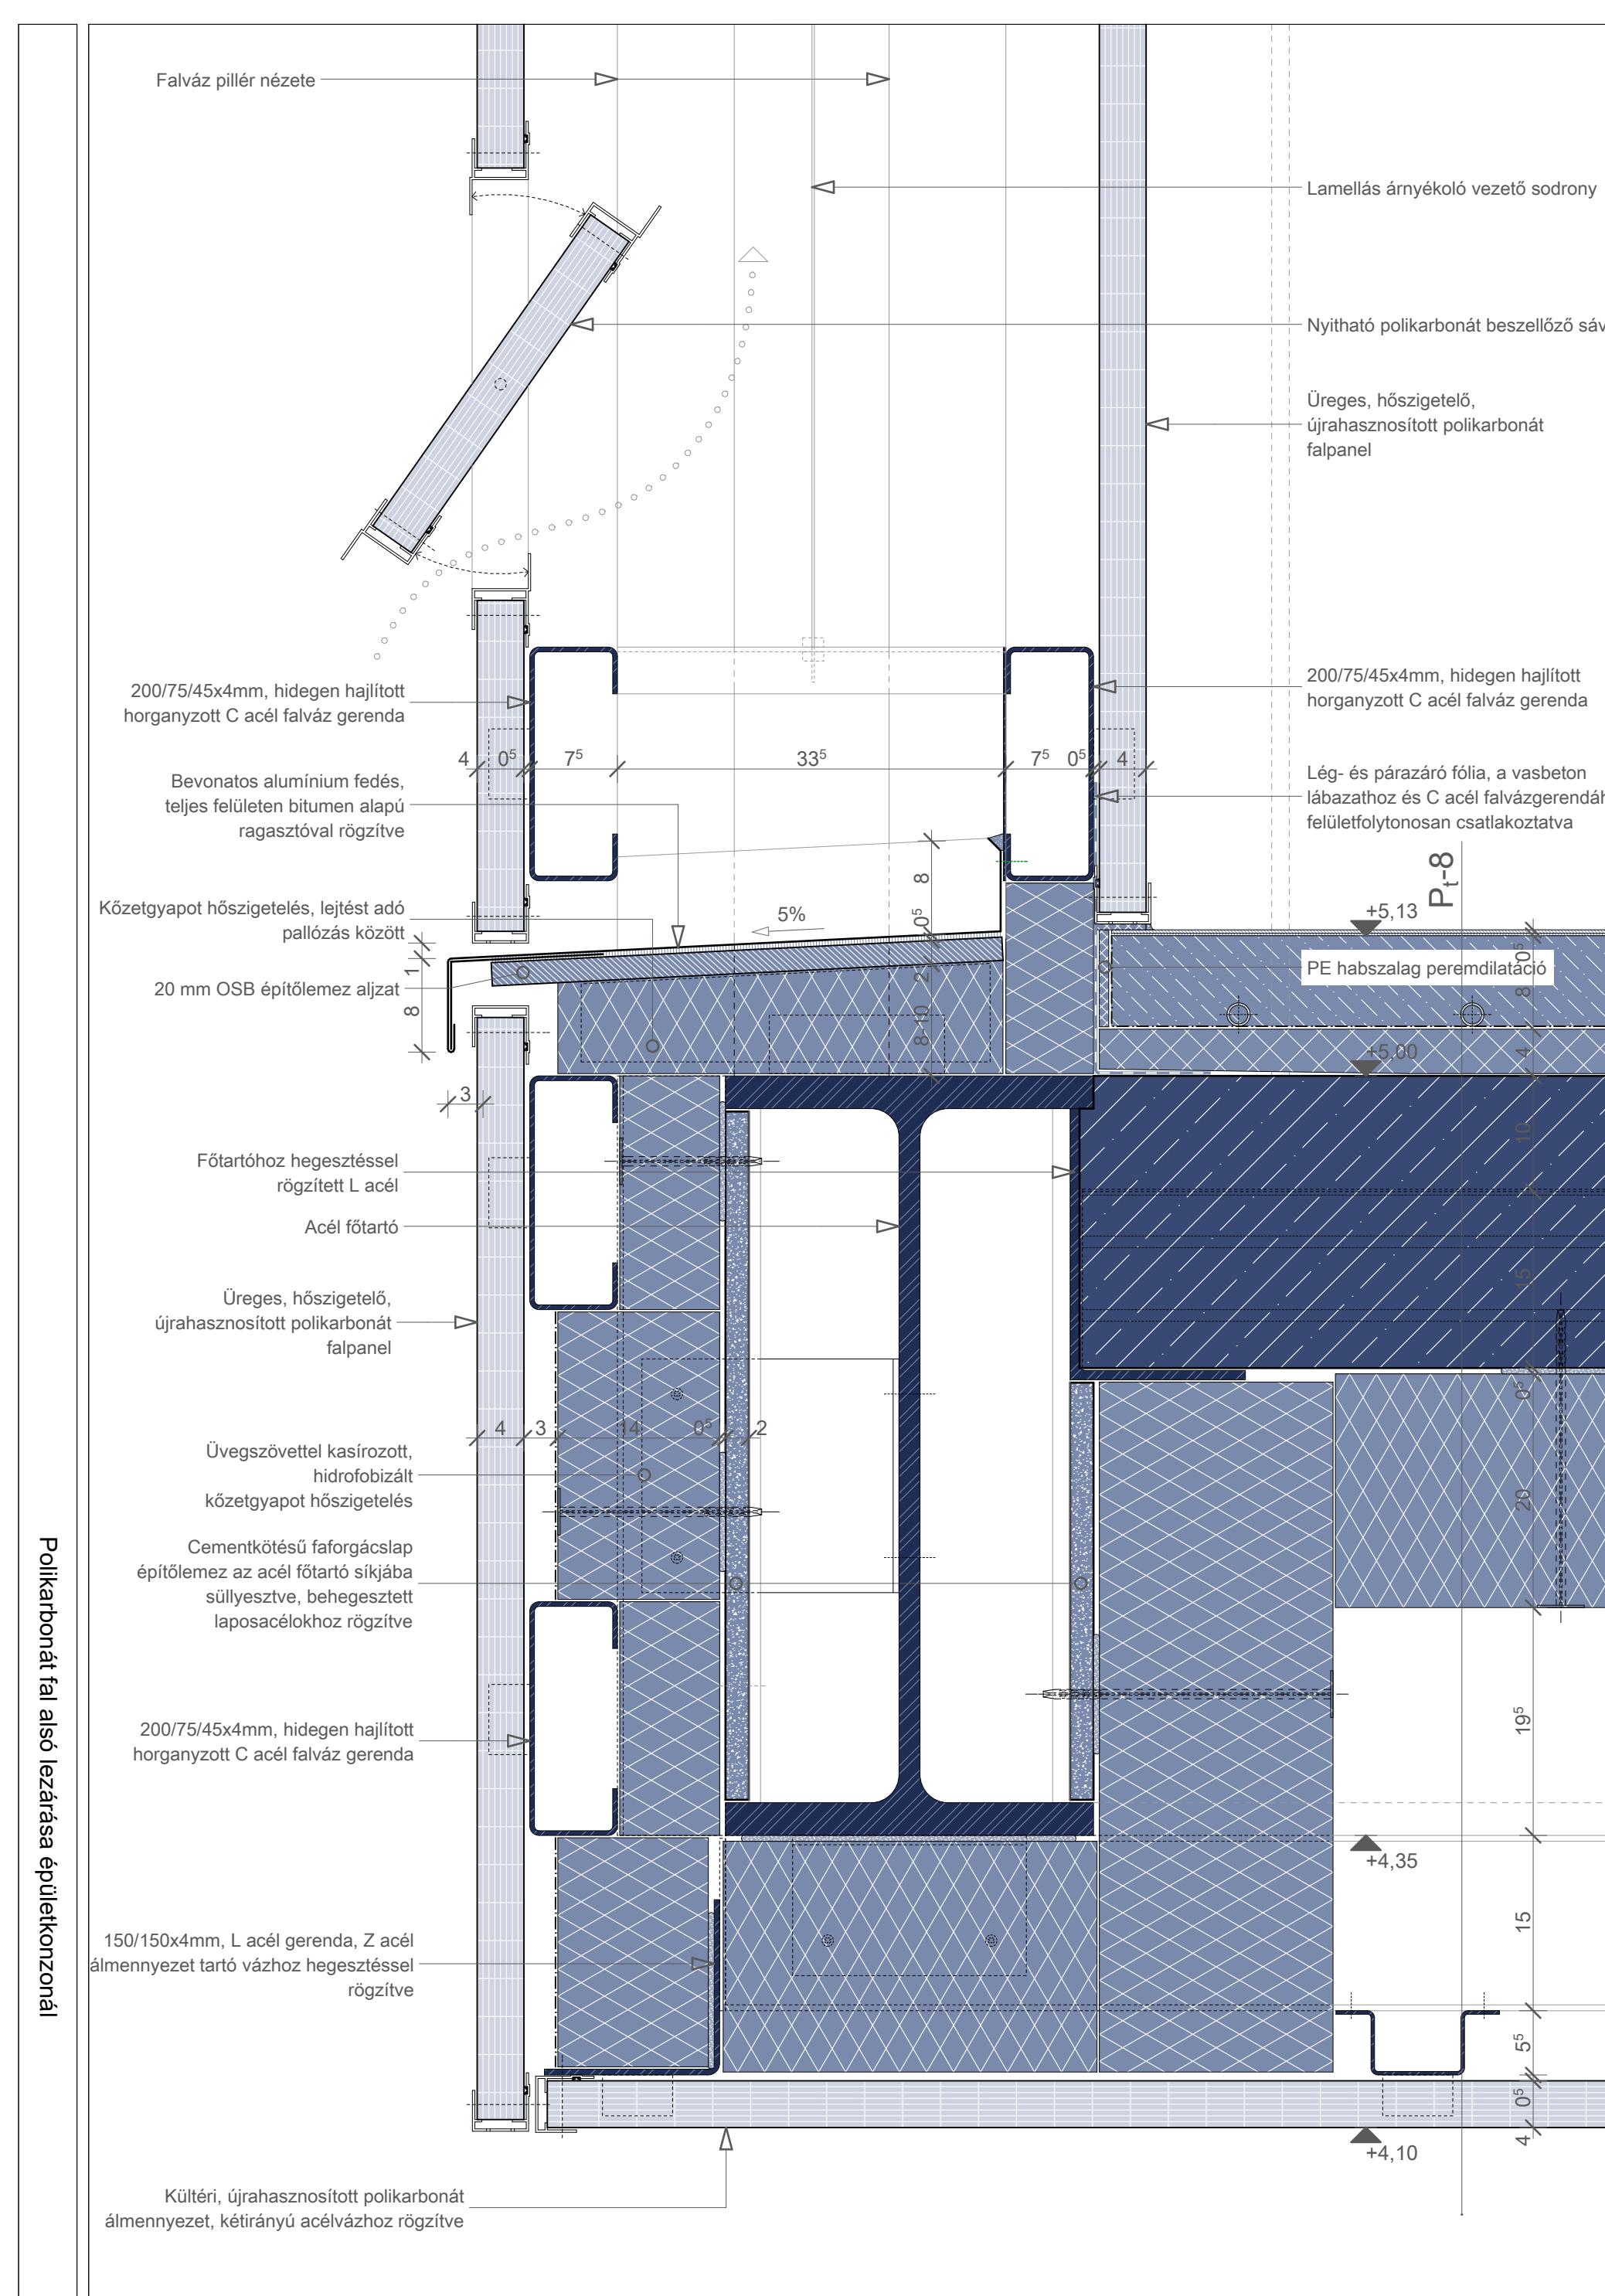 Falváz pillér nézete
Lamellás árnyékoló vezető sodrony
Nyitható polikarbonát beszellőző sáv
Üreges, hőszigetelő,
újrahasznosított polikarbonát
falpanel
200/75/45x4mm, hidegen hajlított
horganyzott C acél falváz gerenda
200/75/45x4mm, hidegen hajlított
horganyzott C acél falváz gerenda
4 0⁵ 7⁵ 33⁵ 7⁵ 0⁵ 4
Bevonatos alumínium fedés,
teljes felületen bitumen alapú
ragasztóval rögzítve
Lég- és párazáró fólia, a vasbeton
lábazathoz és C acél falvázgerendáh
felületfolytonosan csatlakoztatva
Pt-8
Kőzetgyapot hőszigetelés, lejtést adó
pallózás között
5%
8
0⁵
2
8-10
+5,13
PE habszalag peremdilatáció
20 mm OSB építőlemez aljzat
1
8
3
+5,00
0⁵
8
4
10
15
0⁵
20
19⁵
15
5⁵
0⁵
4
Főtartóhoz hegesztéssel
rögzített L acél
Acél főtartó
Üreges, hőszigetelő,
újrahasznosított polikarbonát
falpanel
4 3 14 0⁵ 2
Üvegszövettel kasírozott,
hidrofobizált
kőzetgyapot hőszigetelés
Cementkötésű faforgácslap
építőlemez az acél főtartó síkjába
süllyesztve, behegesztett
laposacélokhoz rögzítve
200/75/45x4mm, hidegen hajlított
horganyzott C acél falváz gerenda
+4,35
150/150x4mm, L acél gerenda, Z acél
álmennyezet tartó vázhoz hegesztéssel
rögzítve
+4,10
Kültéri, újrahasznosított polikarbonát
álmennyezet, kétirányú acélvázhoz rögzítve
Polikarbonát fal alsó lezárása épületkonzonál